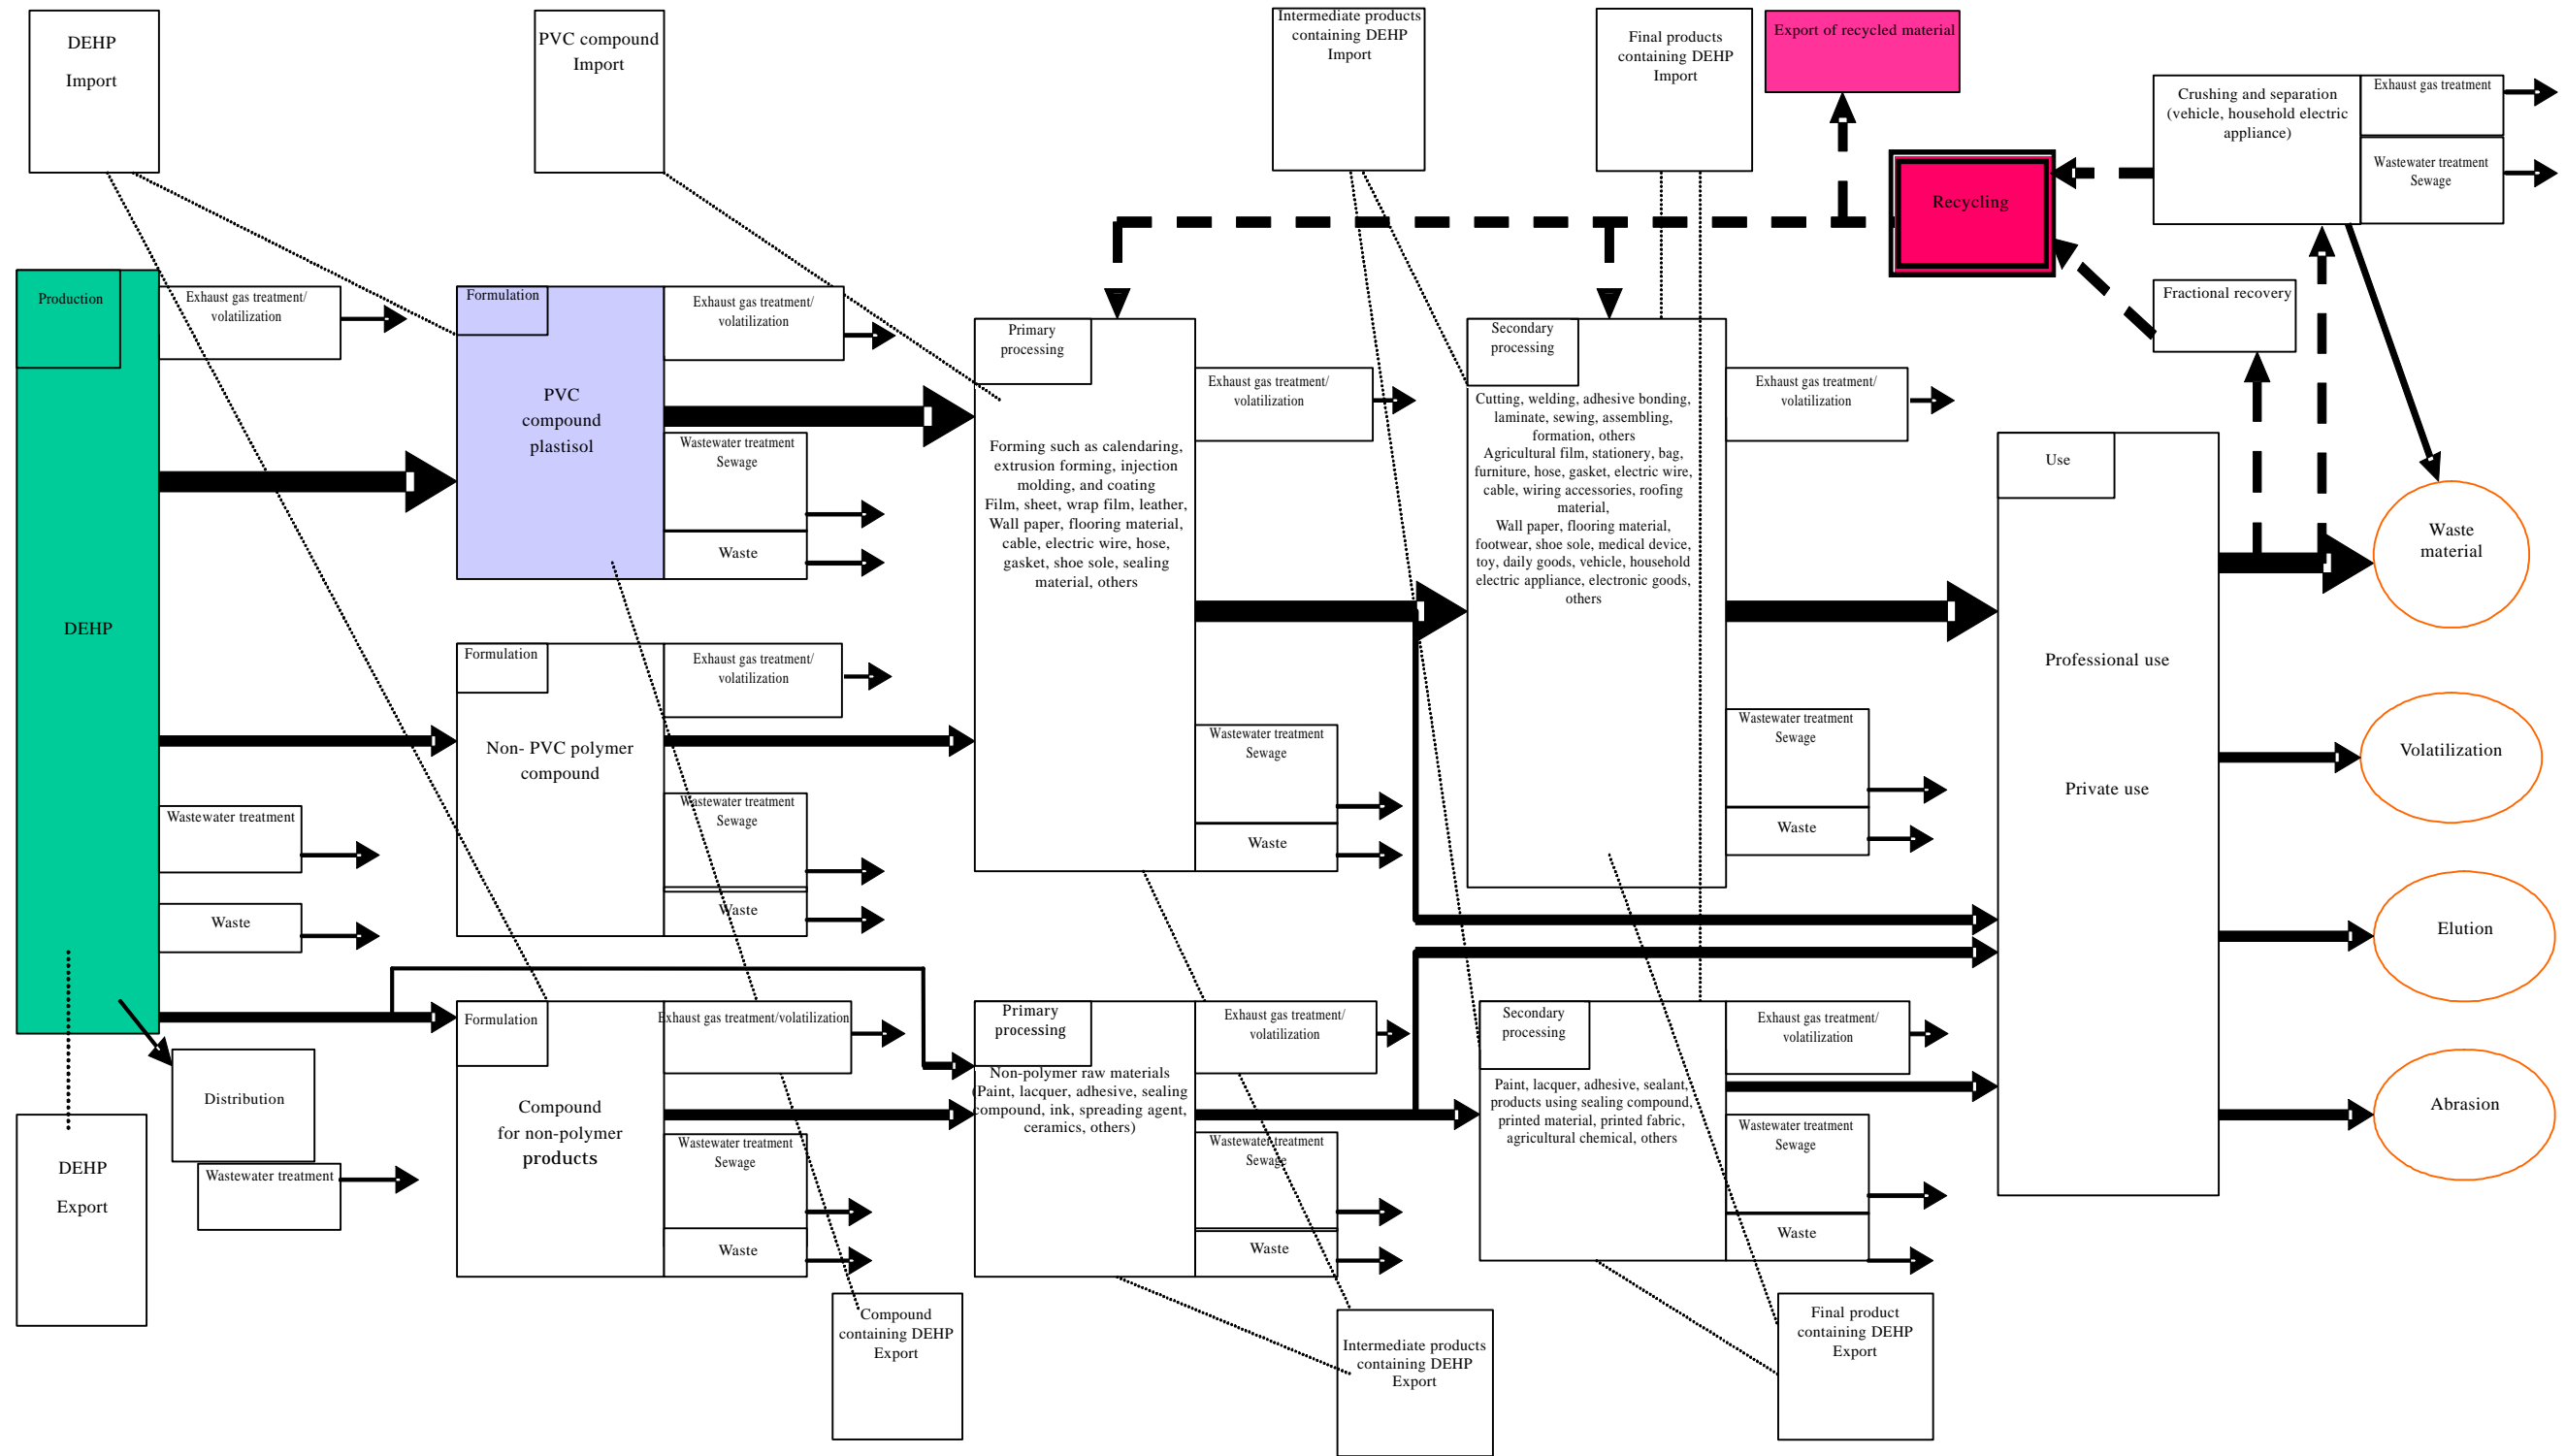 DEHP
Import
PVC compound
Import
Intermediate products
containing DEHP
Import
Final products
containing DEHP
Import
Export of recycled material
Crushing and separation
(vehicle, household electric
appliance)
Exhaust gas treatment
Wastewater treatment
Sewage
Recycling
Fractional recovery
Production
DEHP
Exhaust gas treatment/
volatilization
Wastewater treatment
Waste
Distribution
Wastewater treatment
DEHP
Export
Formulation
PVC
compound
plastisol
Exhaust gas treatment/
volatilization
Wastewater treatment
Sewage
Waste
Formulation
Non- PVC polymer
compound
Exhaust gas treatment/
volatilization
Wastewater treatment
Sewage
Waste
Formulation
Compound
for non-polymer
products
Exhaust gas treatment/volatilization
Wastewater treatment
Sewage
Waste
Compound
containing DEHP
Export
Primary
processing
Forming such as calendaring,
extrusion forming, injection
molding, and coating
Film, sheet, wrap film, leather,
Wall paper, flooring material,
cable, electric wire, hose,
gasket, shoe sole, sealing
material, others
Exhaust gas treatment/
volatilization
Wastewater treatment
Sewage
Waste
Primary
processing
Non-polymer raw materials
(Paint, lacquer, adhesive, sealing
compound, ink, spreading agent,
ceramics, others)
Exhaust gas treatment/
volatilization
Wastewater treatment
Sewage
Waste
Intermediate products
containing DEHP
Export
Secondary
processing
Cutting, welding, adhesive bonding,
laminate, sewing, assembling,
formation, others
Agricultural film, stationery, bag,
furniture, hose, gasket, electric wire,
cable, wiring accessories, roofing
material,
Wall paper, flooring material,
footwear, shoe sole, medical device,
toy, daily goods, vehicle, household
electric appliance, electronic goods,
others
Exhaust gas treatment/
volatilization
Wastewater treatment
Sewage
Waste
Secondary
processing
Paint, lacquer, adhesive, sealant,
products using sealing compound,
printed material, printed fabric,
agricultural chemical, others
Exhaust gas treatment/
volatilization
Wastewater treatment
Sewage
Waste
Final product
containing DEHP
Export
Use
Professional use
Private use
Waste
material
Volatilization
Elution
Abrasion